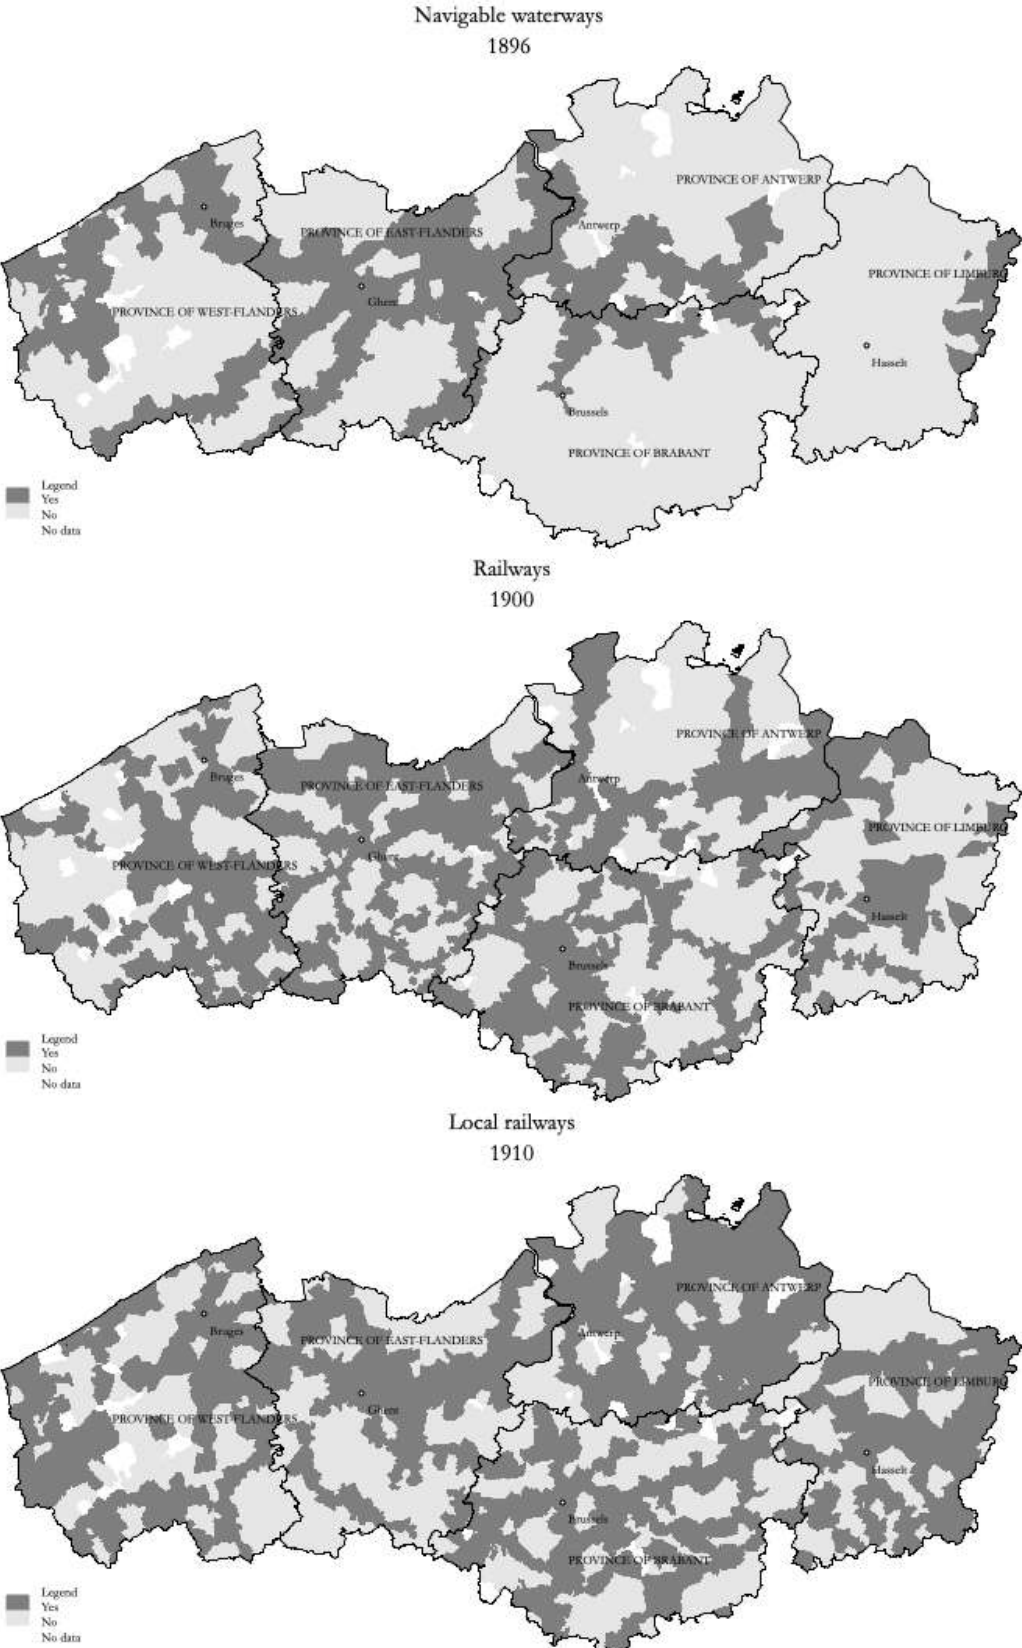 Navigable waterways
1896
PROVINCE OF ANTWERP
Bruges
Antwerp
PROVINCE OF EAST-FLANDERS
PROVINCE OF LIMBURG
Ghent
PROVINCE OF WEST-FLANDERS
Hasselt
Brussels
PROVINCE OF BRABANT
Legend
Yes
No
No data
Railways
1900
PROVINCE OF ANTWERP
Bruges
Antwerp
PROVINCE OF EAST-FLANDERS
PROVINCE OF LIMBURG
Ghent
PROVINCE OF WEST-FLANDERS
Hasselt
Brussels
PROVINCE OF BRABANT
Legend
Yes
No
No data
Local railways
1910
PROVINCE OF ANTWERP
Bruges
Antwerp
PROVINCE OF EAST-FLANDERS
PROVINCE OF LIMBURG
Ghent
PROVINCE OF WEST-FLANDERS
Hasselt
Brussels
PROVINCE OF BRABANT
Legend
Yes
No
No data